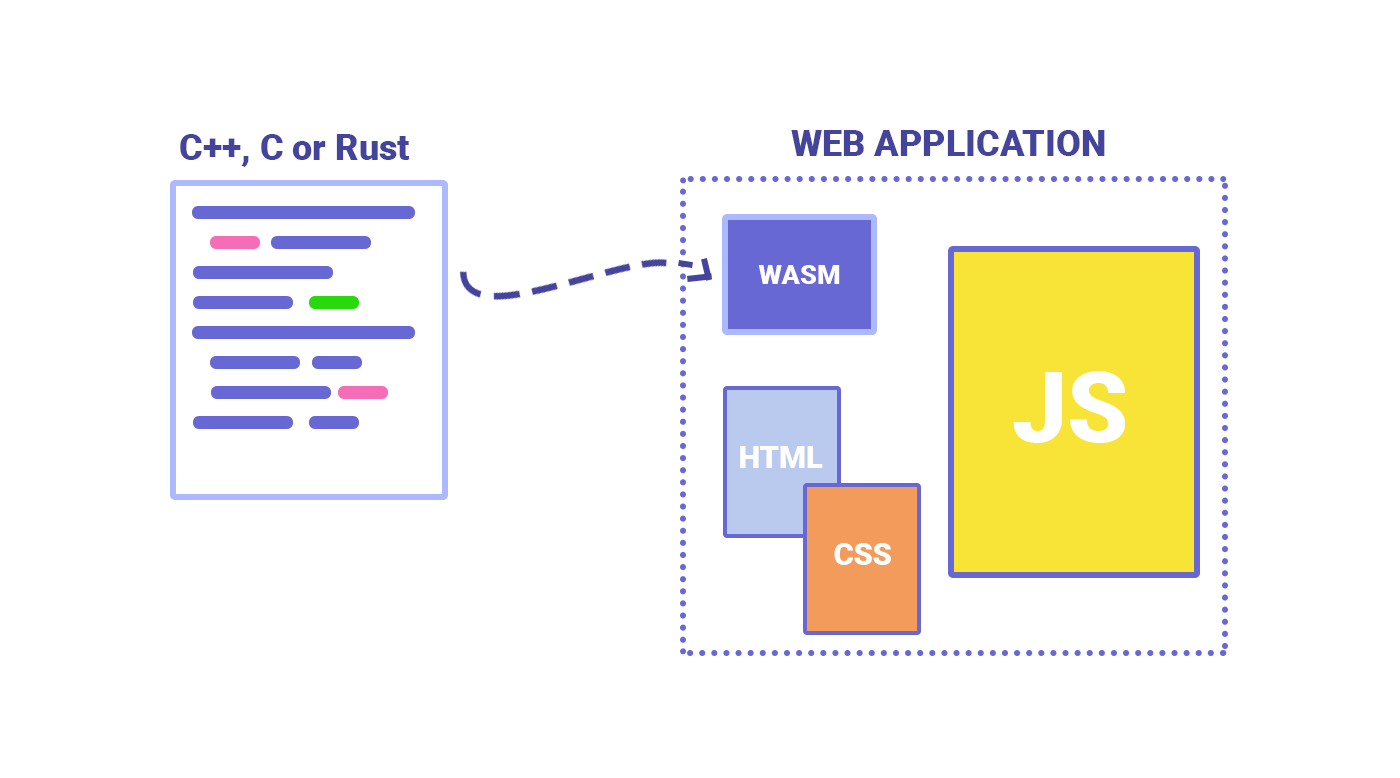 C++, C or Rust
WEB APPLICATION
WASM
JS
HTML
CSS